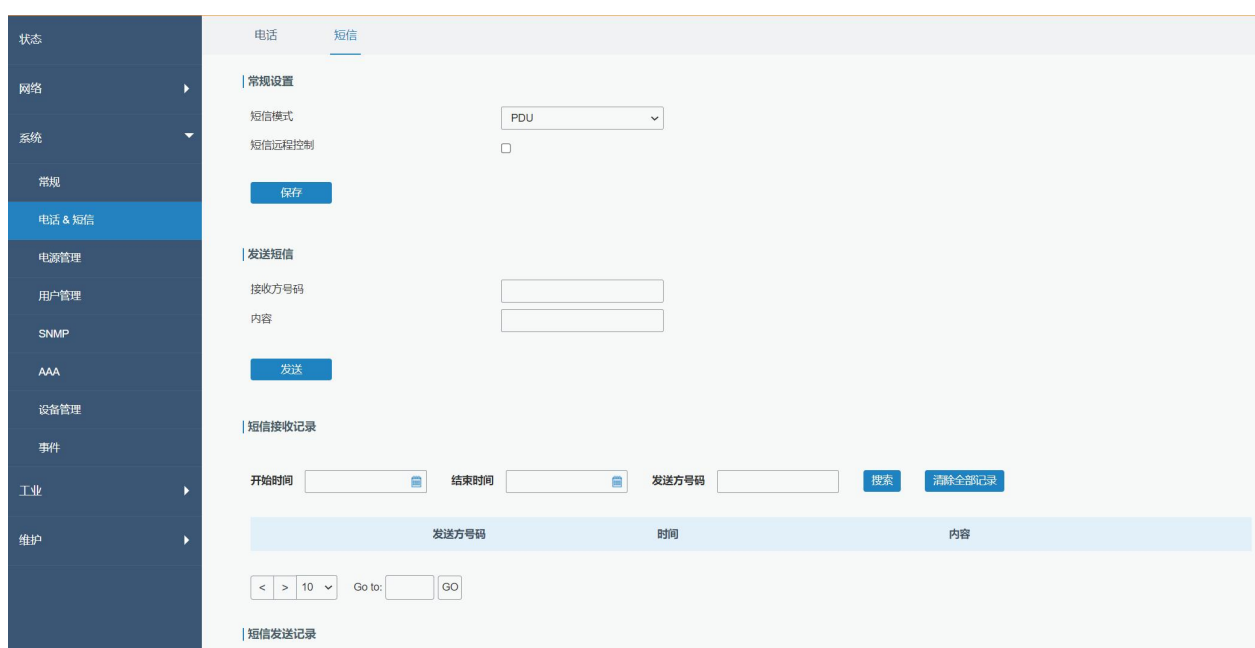 状态
网络
系统
常规
电话 & 短信
电源管理
用户管理
SNMP
AAA
设备管理
事件
工业
维护
电话 短信
常规设置
短信模式 PDU
短信远程控制
保存
发送短信
接收方号码
内容
发送
短信接收记录
开始时间 结束时间 发送方号码 搜索 清除全部记录
发送方号码 时间 内容
< > 10 Go to: GO
短信发送记录